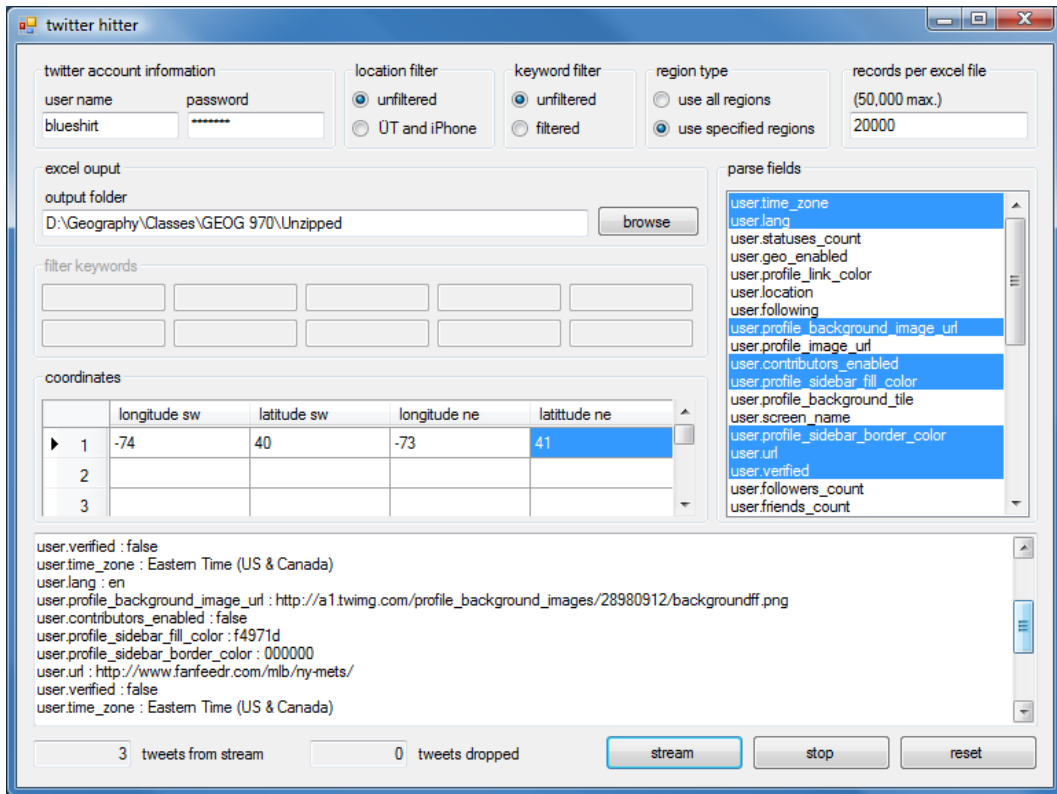 twitter hitter
twitter account information
user name
password
blueshirt
*******
location filter
unfiltered
ÜT and iPhone
keyword filter
unfiltered
filtered
region type
use all regions
use specified regions
records per excel file
(50,000 max.)
20000
excel ouput
output folder
D:\Geography\Classes\GEOG 970\Unzipped
browse
filter keywords
parse fields
user.time_zone
user.lang
user.statuses_count
user.geo_enabled
user.profile_link_color
user.location
user.following
user.profile_background_image_url
user.profile_image_url
user.contributors_enabled
user.profile_sidebar_fill_color
user.profile_background_tile
user.screen_name
user.profile_sidebar_border_color
user.url
user.verified
user.followers_count
user.friends_count
coordinates
longitude sw latitude sw longitude ne latittude ne
1 -74 40 -73 41
2
3
user.verified : false
user.time_zone : Eastern Time (US & Canada)
user.lang : en
user.profile_background_image_url : http://a1.twimg.com/profile_background_images/28980912/backgroundff.png
user.contributors_enabled : false
user.profile_sidebar_fill_color : f4971d
user.profile_sidebar_border_color : 000000
user.url : http://www.fanfeedr.com/mlb/ny-mets/
user.verified : false
user.time_zone : Eastern Time (US & Canada)
3 tweets from stream
0 tweets dropped
stream
stop
reset